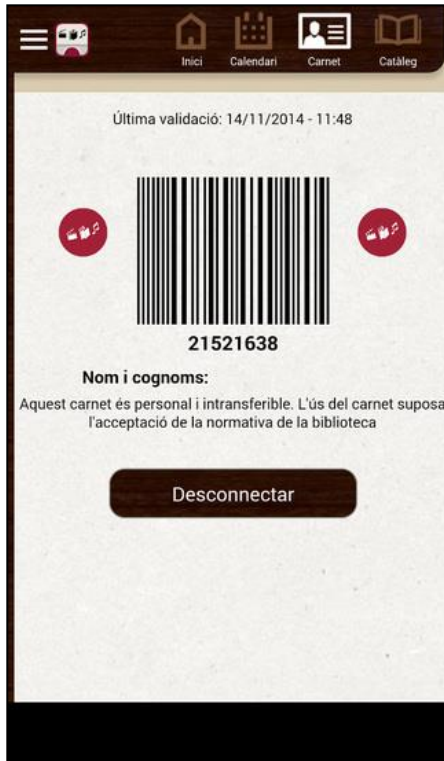 Inici Calendari Carnet Catàleg
Última validació: 14/11/2014 - 11:48
21521638
Nom i cognoms:
Aquest carnet és personal i intransferible. L'ús del carnet suposa
l'acceptació de la normativa de la biblioteca
Desconnectar